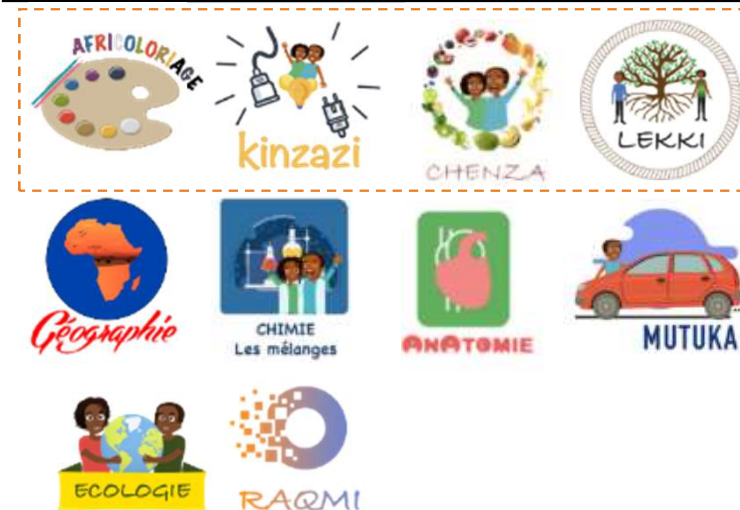 AFRICOLORIAGE
kinzazi
CHENZA
LEKKI
Géographie
CHIMIE
Les mélanges
ANATOMIE
MUTUKA
ECOLOGIE
RAQMI